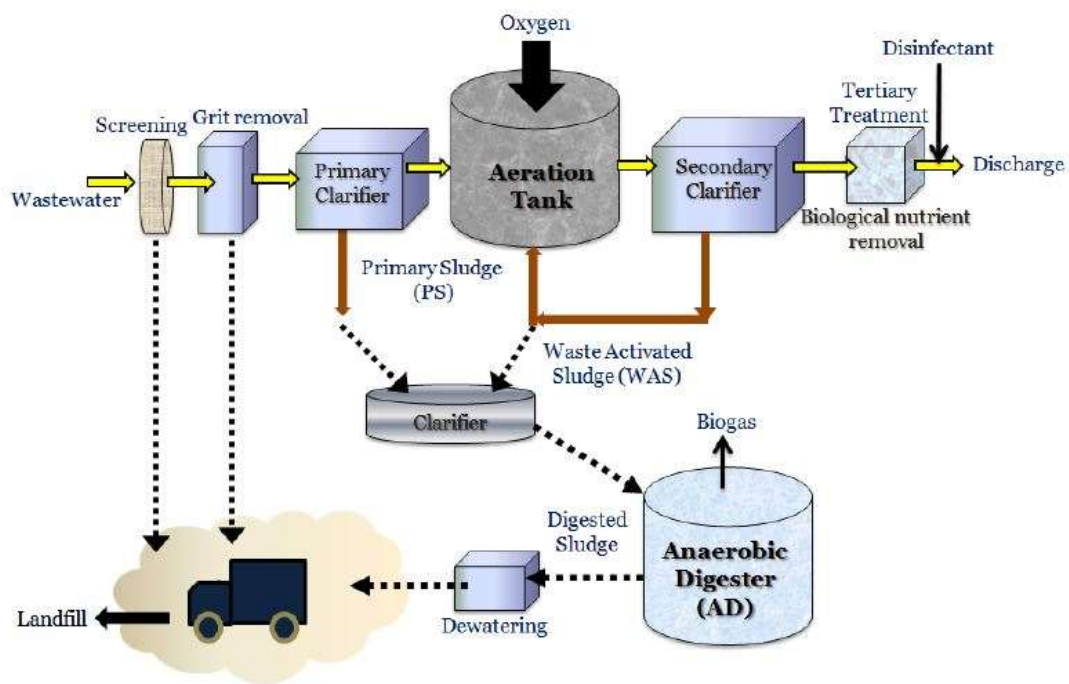 Oxygen
Disinfectant
Grit removal
Tertiary
Treatment
Screening
Primary
Clarifier
Aeration
Tank
Secondary
Clarifier
Discharge
Wastewater
Biological nutrient
removal
Primary Sludge
(PS)
Waste Activated
Sludge (WAS)
Clarifier
Biogas
Digested
Sludge
Anaerobic
Digester
(AD)
Landfill
Dewatering